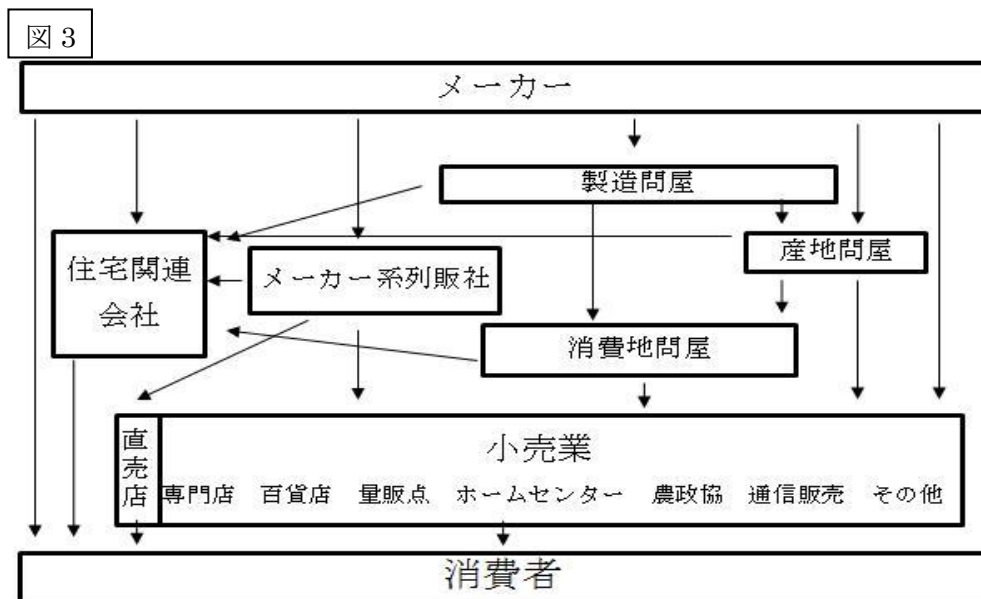 図 3
メーカー
製造問屋
産地問屋
住宅関連
会社
メーカー系列販社
消費地問屋
直売店
小売業
専門店 百貨店 量販点 ホームセンター 農政協 通信販売 その他
消費者